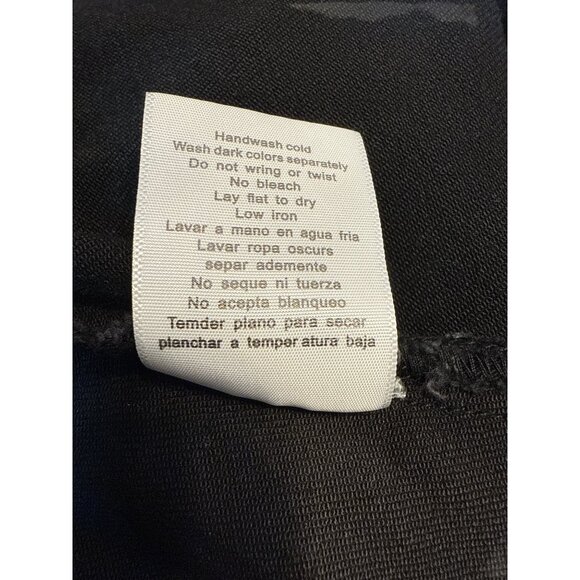 Handwash cold
Wash dark colors separately
Do not wring or twist
No bleach
Lay flat to dry
Low iron
Lavar a mano en agua fria
Lavar ropa oscurs
separ ademente
No seque ni tuerza
No acepta blanqueo
Temder piano para secar
planchar a temper atura baja